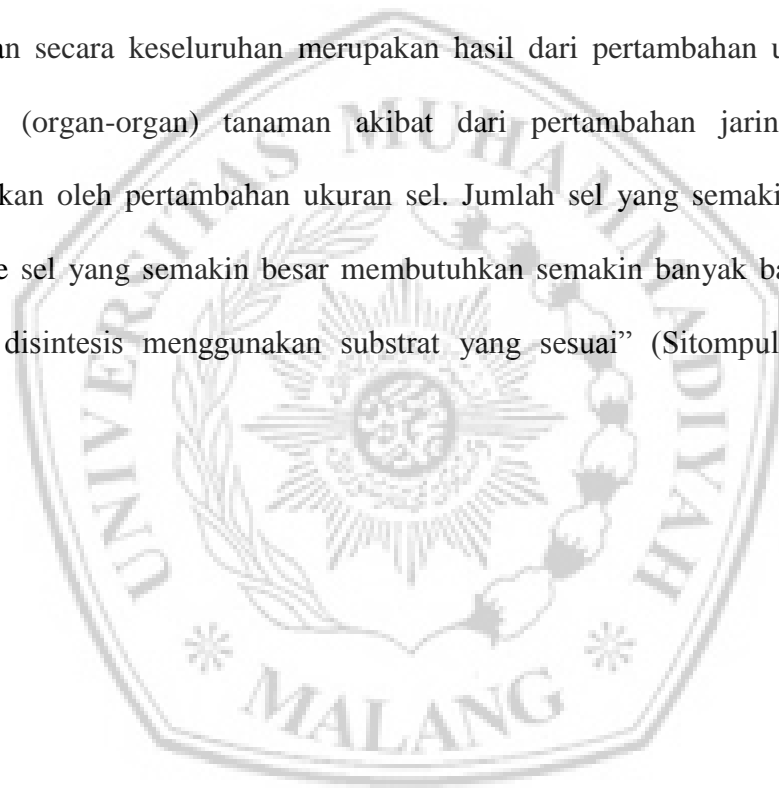 an secara keseluruhan merupakan hasil dari pertambahan u
(organ-organ) tanaman akibat dari pertambahan jarin
kan oleh pertambahan ukuran sel. Jumlah sel yang semaki
e sel yang semakin besar membutuhkan semakin banyak ba
disintesis menggunakan substrat yang sesuai” (Sitompul
UNIVERSITAS MUHAMMADIYAH
MALANG